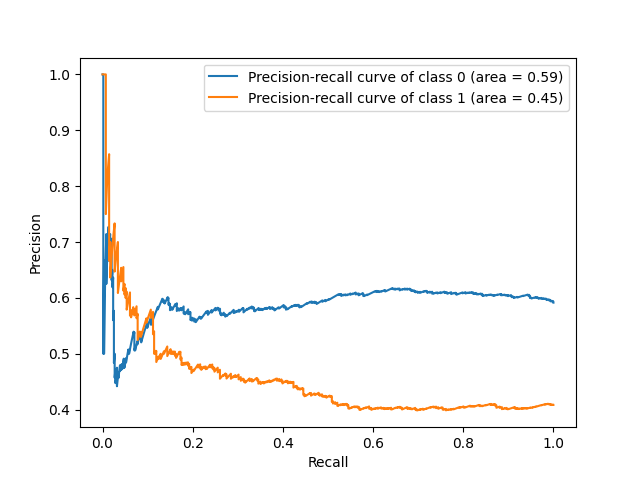 Precision-recall curve of class 0 (area = 0.59)
Precision-recall curve of class 1 (area = 0.45)
1.0
0.9
0.8
0.7
0.6
0.5
0.4
Precision
0.0 0.2 0.4 0.6 0.8 1.0
Recall